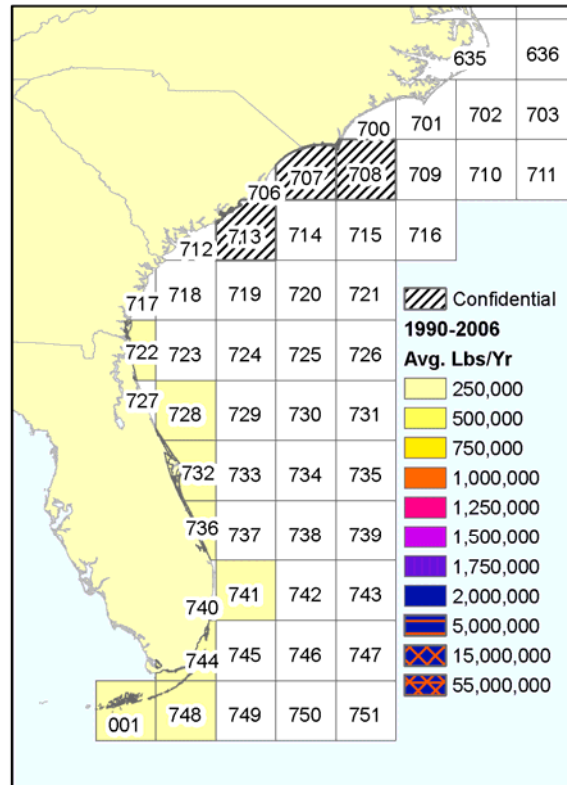 635 636
700 701 702 703
706 707 708 709 710 711
712 713 714 715 716
717 718 719 720 721
722 723 724 725 726
727 728 729 730 731
732 733 734 735
736 737 738 739
740 741 742 743
744 745 746 747
001 748 749 750 751
Confidential
1990-2006
Avg. Lbs/Yr
250,000
500,000
750,000
1,000,000
1,250,000
1,500,000
1,750,000
2,000,000
5,000,000
15,000,000
55,000,000